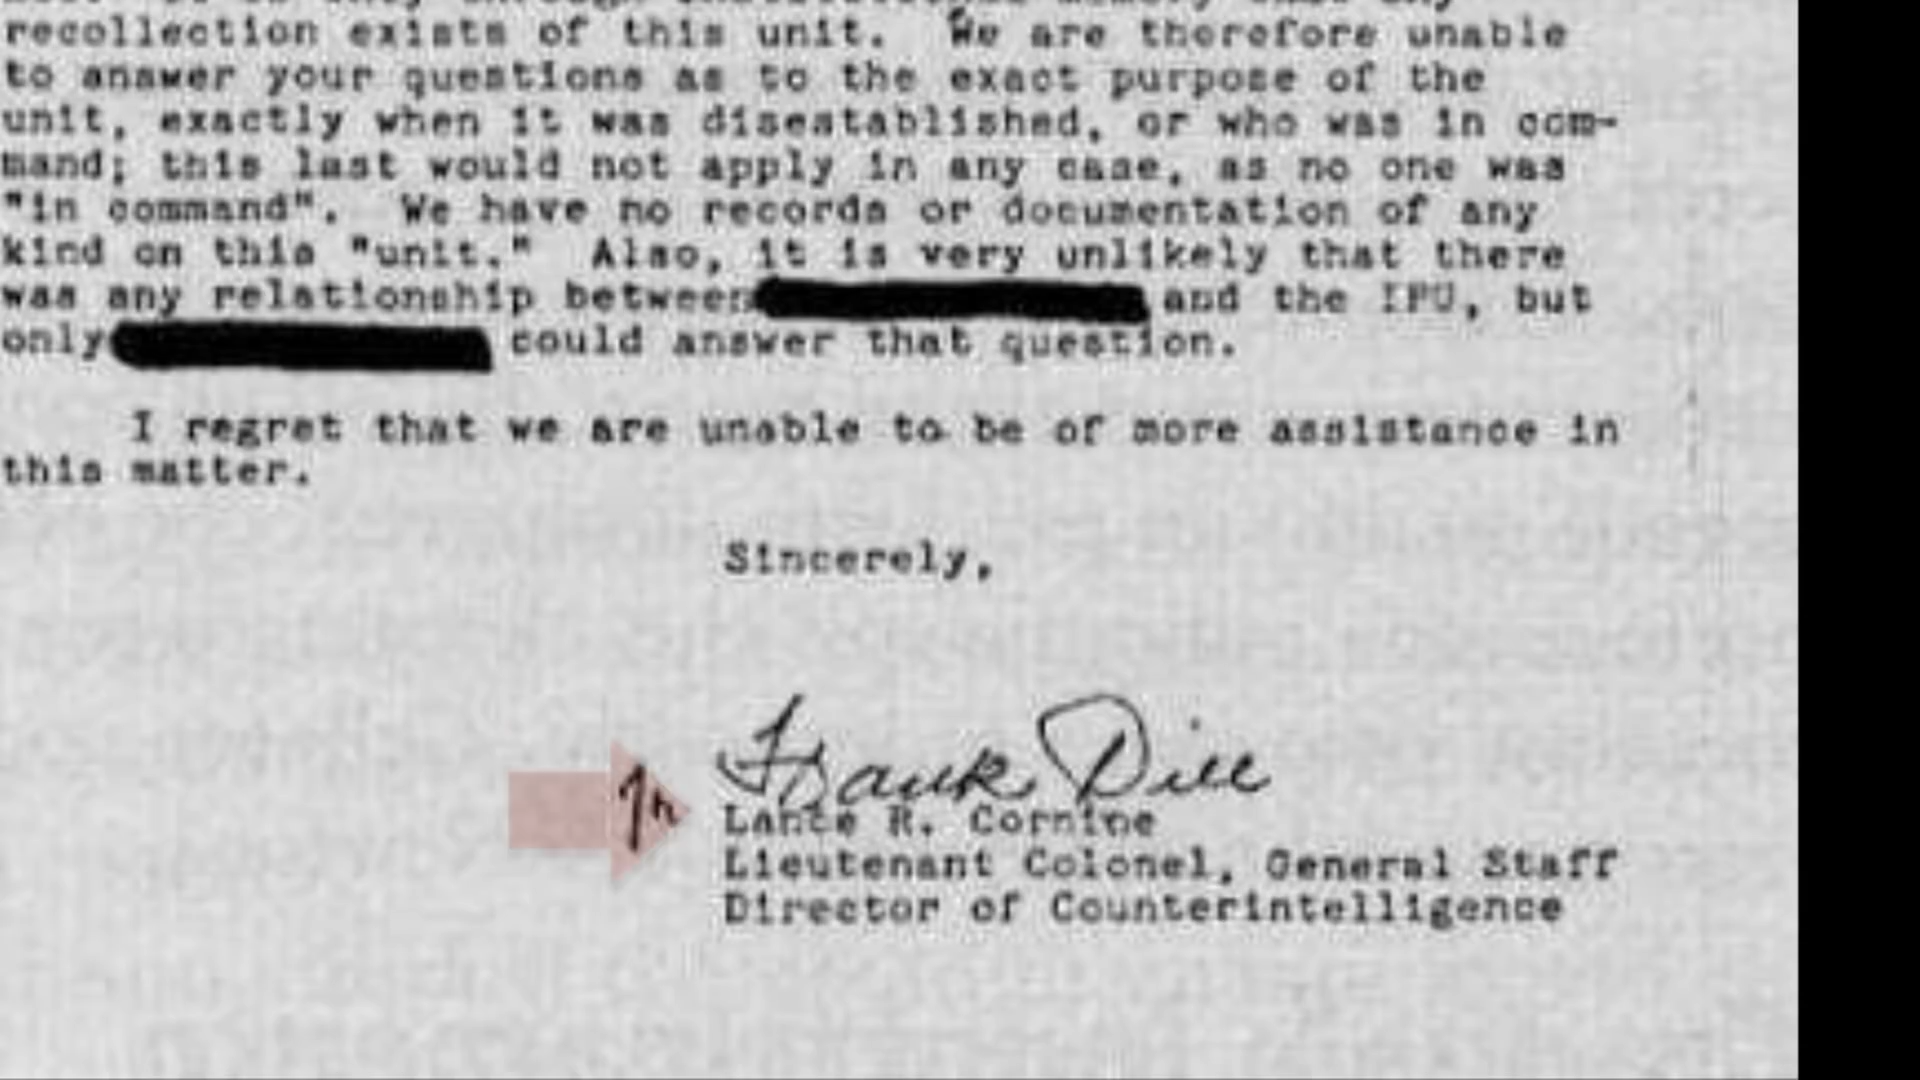 recollection exists of this unit. We are therefore unable
to answer your questions as to the exact purpose of the
unit, exactly when it was disestablished, or who was in com-
mand; this last would not apply in any case, as no one was
"in command". We have no records or documentation of any
kind on this "unit." Also, it is very unlikely that there
was any relationship between and the IPU, but
only could answer that question.
I regret that we are unable to be of more assistance in
this matter.
Sincerely,
Frank Dill
Lance R. Cornine
Lieutenant Colonel, General Staff
Director of Counterintelligence